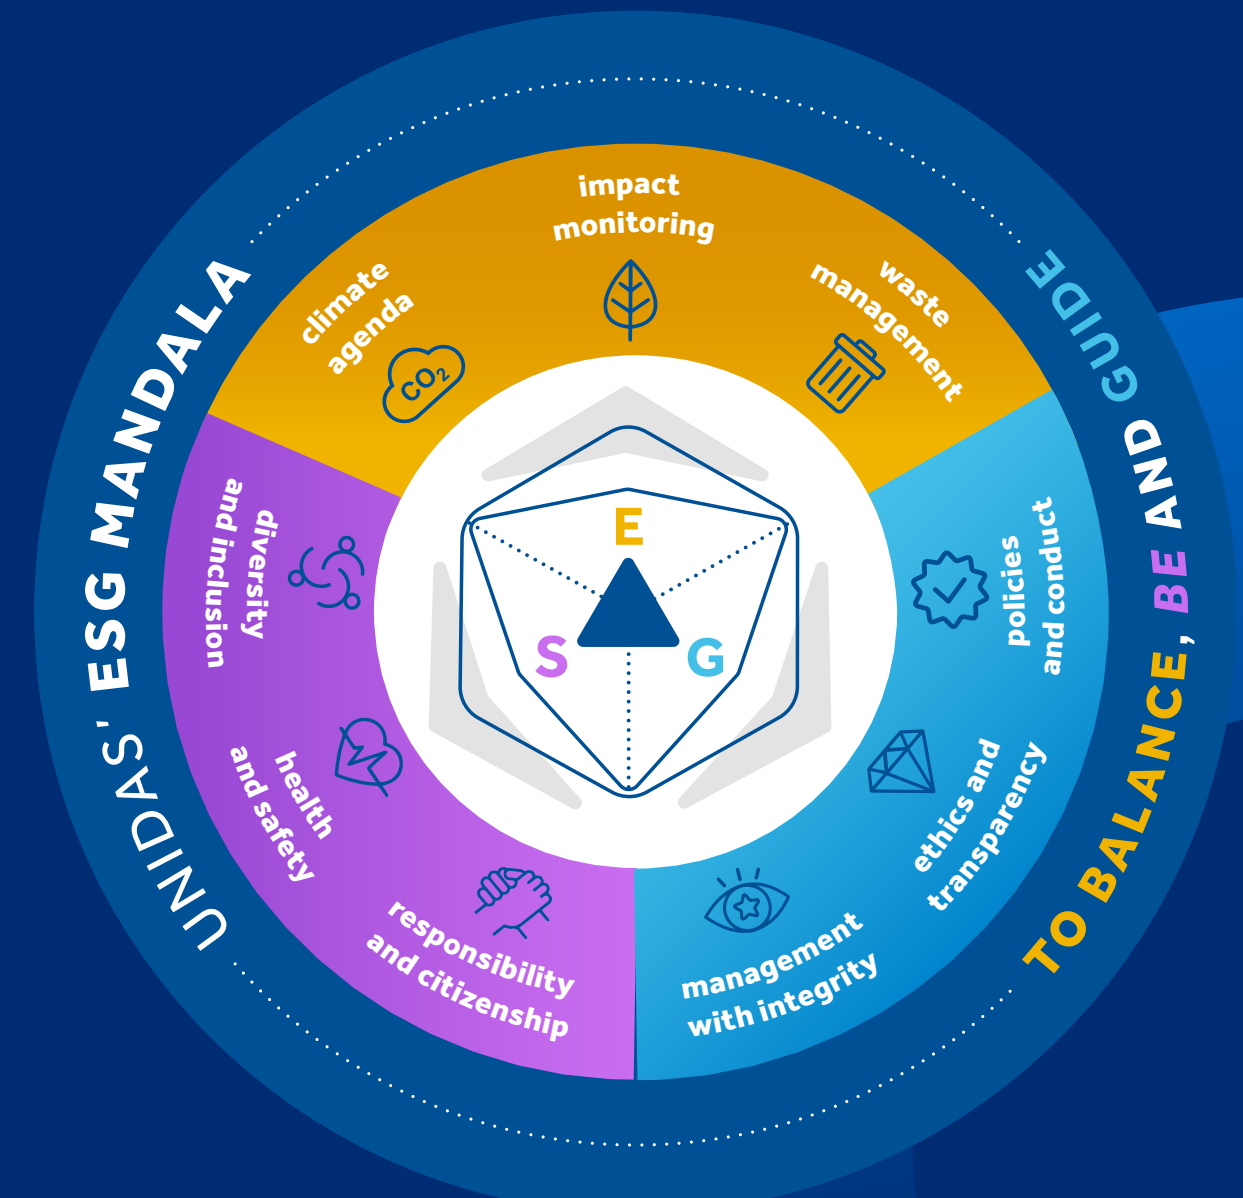 UNIDAS' ESG MANDALA
TO BALANCE, BE AND GUIDE
climate
agenda
CO2
impact
monitoring
waste
management
policies
and conduct
ethics and
transparency
management
with integrity
responsibility
and citizenship
health
and safety
diversity
and inclusion
E
S
G